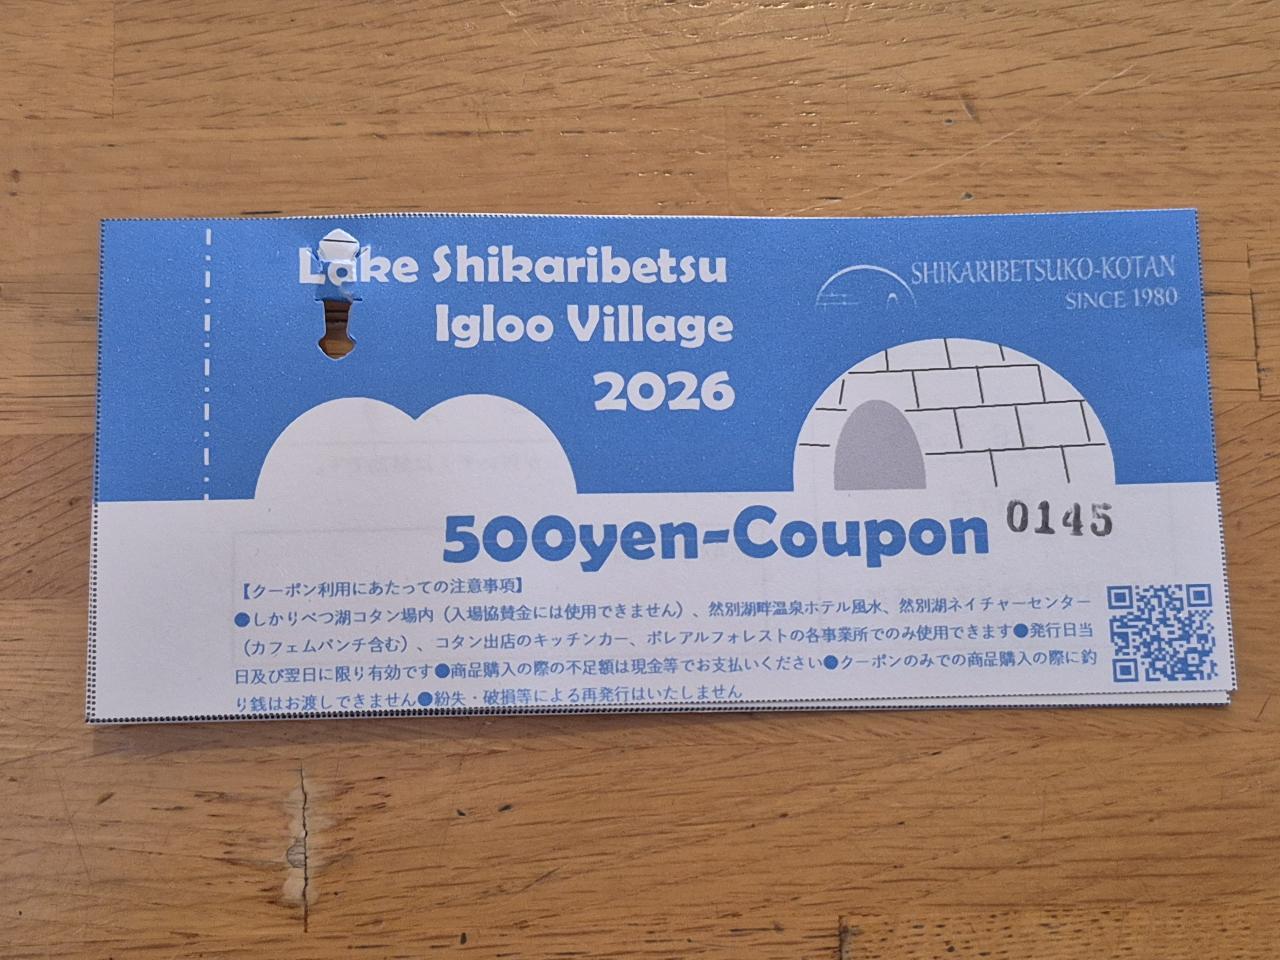 Lake Shikaribetsu
Igloo Village
2026
SHIKARIBETSUKO-KOTAN
SINCE 1980
500yen-Coupon
0145
【クーポン利用にあたっての注意事項】
●しかりべつ湖コタン場内（入場協賛金には使用できません）、然別湖畔温泉ホテル風水、然別湖ネイチャーセンター
（カフェムバンチ含む）、コタン出店のキッチンカー、ボレアルフォレストの各事業所でのみ使用できます●発行日当
日及び翌日に限り有効です●商品購入の際の不足額は現金等でお支払いください●クーポンのみでの商品購入の際に釣
り銭はお渡しできません●紛失・破損等による再発行はいたしません